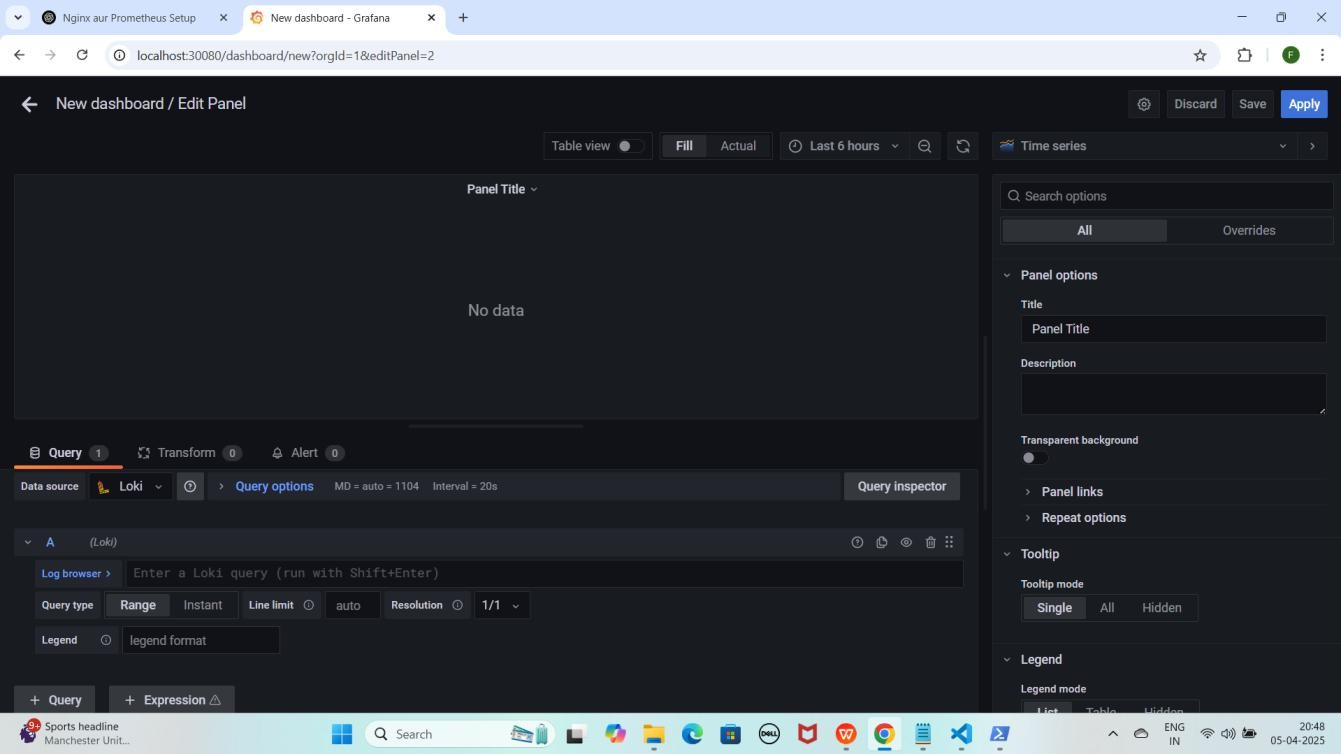 Nginx aur Prometheus Setup
New dashboard - Grafana
localhost:30080/dashboard/new?orgId=1&editPanel=2
F
New dashboard / Edit Panel
Discard
Save
Apply
Table view
Fill
Actual
Last 6 hours
Time series
Panel Title
No data
Search options
All
Overrides
Panel options
Title
Panel Title
Description
Transparent background
Panel links
Repeat options
Tooltip
Tooltip mode
Single
All
Hidden
Legend
Legend mode
List
Table
Hidden
Query 1
Transform 0
Alert 0
Data source
Loki
Query options
MD = auto = 1104
Interval = 20s
Query inspector
A
(Loki)
Log browser >
Enter a Loki query (run with Shift+Enter)
Query type
Range
Instant
Line limit
auto
Resolution
1/1
Legend
legend format
+ Query
+ Expression
9+
Sports headline
Manchester Unit...
Search
DELL
ENG
IN
20:48
05-04-2025